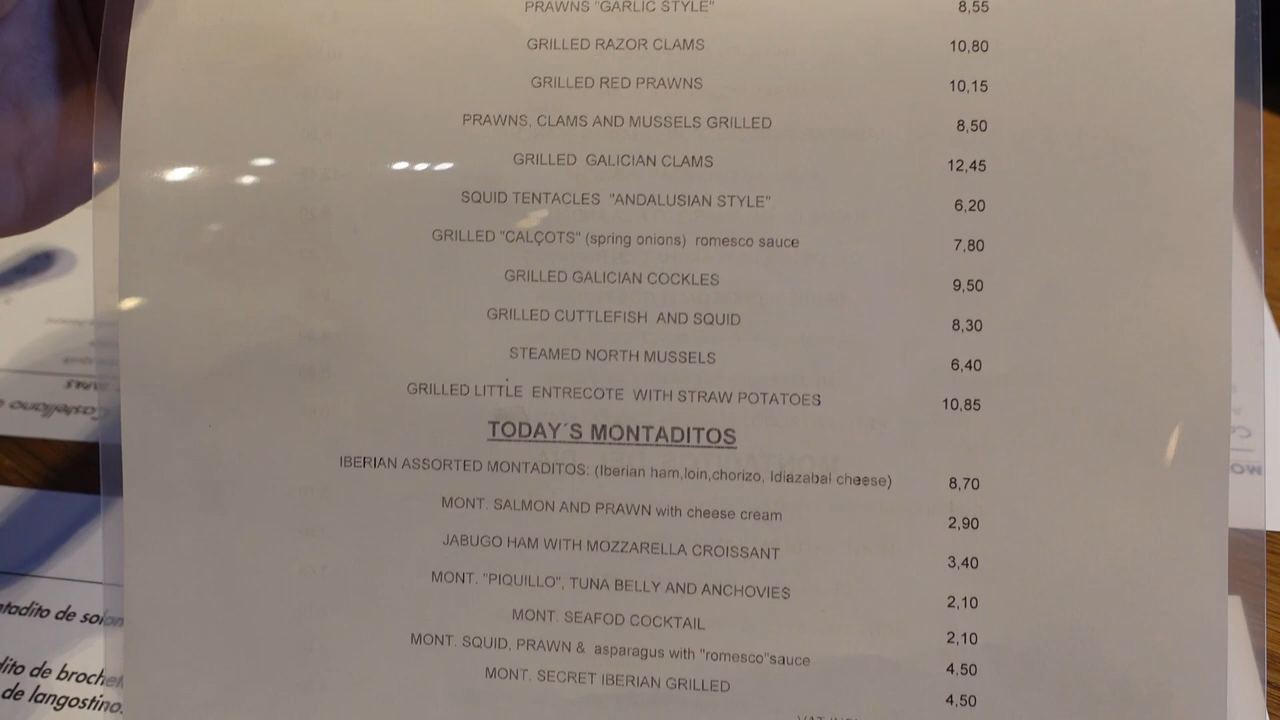 PRAWNS "GARLIC STYLE" 8,55
GRILLED RAZOR CLAMS 10,80
GRILLED RED PRAWNS 10,15
PRAWNS, CLAMS AND MUSSELS GRILLED 8,50
GRILLED GALICIAN CLAMS 12,45
SQUID TENTACLES "ANDALUSIAN STYLE" 6,20
GRILLED "CALÇOTS" (spring onions) romesco sauce 7,80
GRILLED GALICIAN COCKLES 9,50
GRILLED CUTTLEFISH AND SQUID 8,30
STEAMED NORTH MUSSELS 6,40
GRILLED LITTLE ENTRECOTE WITH STRAW POTATOES 10,85
TODAY´S MONTADITOS
IBERIAN ASSORTED MONTADITOS: (Iberian ham,loin,chorizo, Idiazabal cheese) 8,70
MONT. SALMON AND PRAWN with cheese cream 2,90
JABUGO HAM WITH MOZZARELLA CROISSANT 3,40
MONT. "PIQUILLO", TUNA BELLY AND ANCHOVIES 2,10
MONT. SEAFOD COCKTAIL 2,10
MONT. SQUID, PRAWN & asparagus with "romesco"sauce 4,50
MONT. SECRET IBERIAN GRILLED 4,50
Castellano
tadito de
dito de
de langostino.